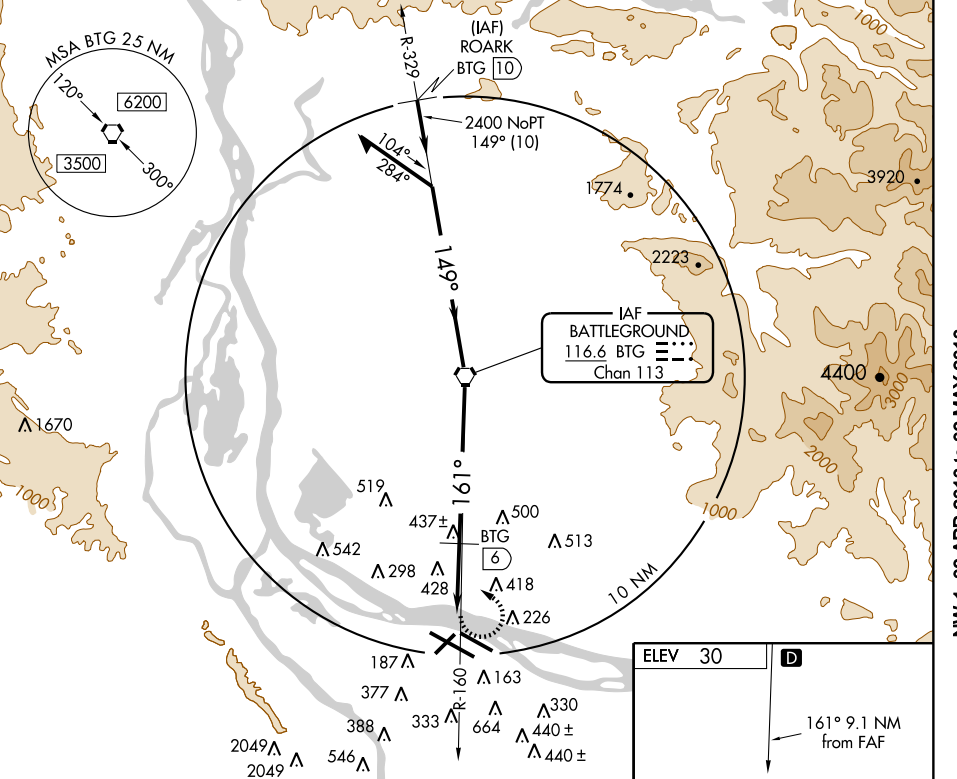 MSA BTG 25 NM
120°
6200
3500
300°
R-329
(IAF)
ROARK
BTG 10
2400 NoPT
149° (10)
104°
284°
1000
3920
1774
2223
149°
IAF
BATTLEGROUND
116.6 BTG
Chan 113
4400
3000
2000
1000
1670
1000
161°
519
437±
500
BTG
6
513
542
298
428
418
226
10 NM
187
163
377
R-160
333
664
330
388
440 ±
440 ±
546
2049
2049
ELEV 30
D
161° 9.1 NM
from FAF